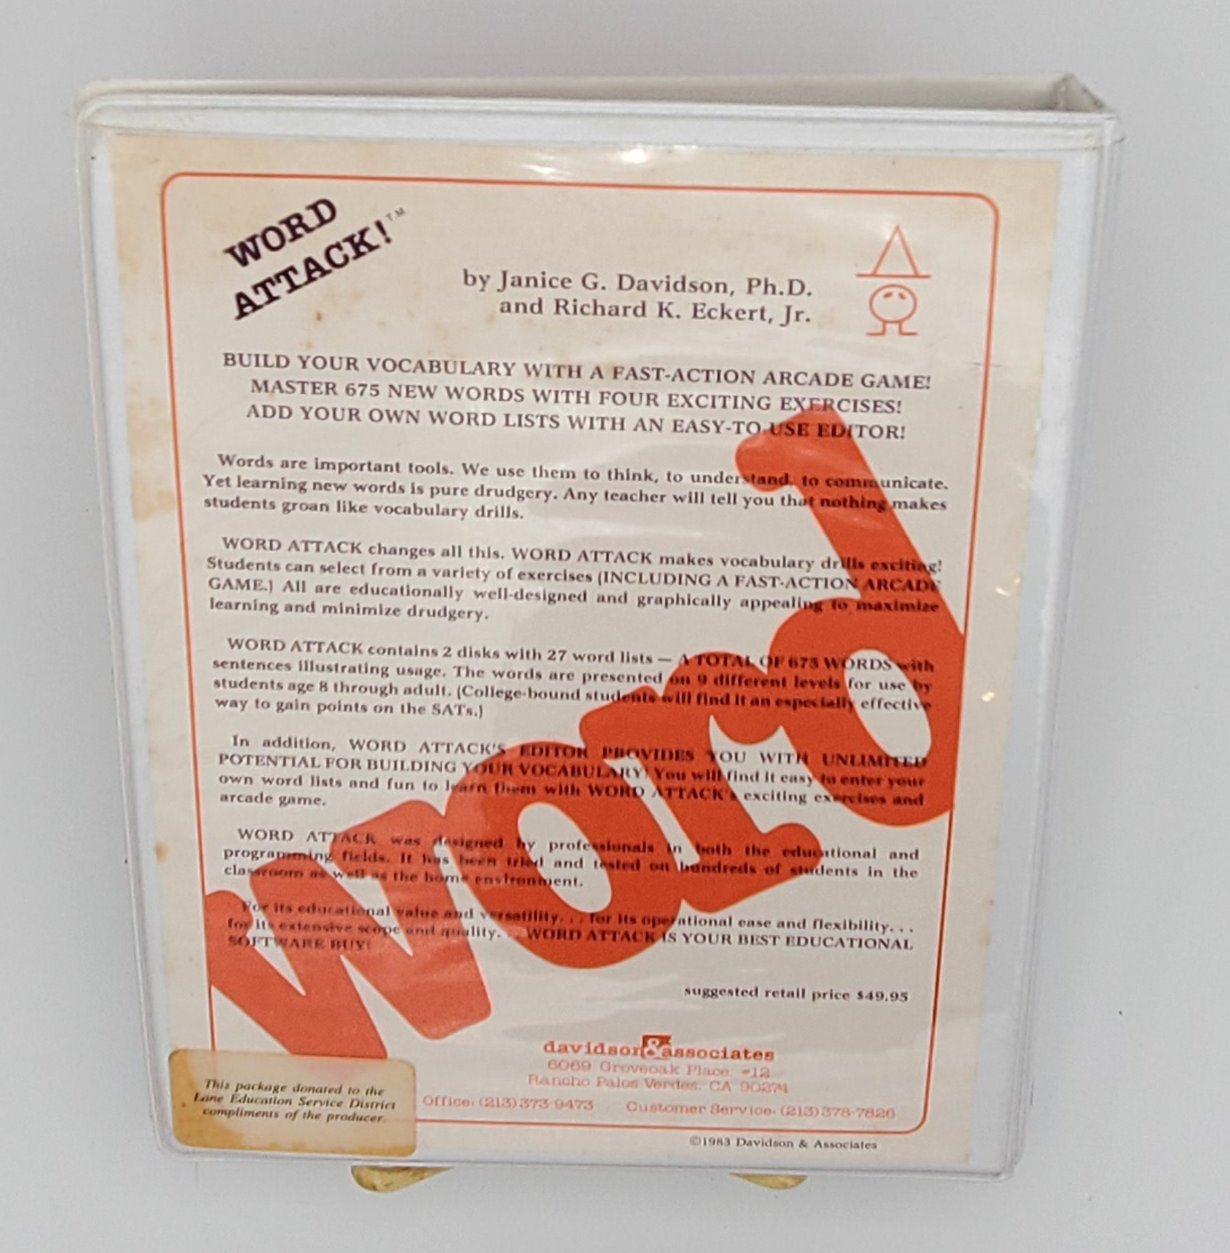 WORD
ATTACK!™
by Janice G. Davidson, Ph.D.
and Richard K. Eckert, Jr.
BUILD YOUR VOCABULARY WITH A FAST-ACTION ARCADE GAME!
MASTER 675 NEW WORDS WITH FOUR EXCITING EXERCISES!
ADD YOUR OWN WORD LISTS WITH AN EASY-TO-USE EDITOR!
Words are important tools. We use them to think, to understand, to communicate.
Yet learning new words is pure drudgery. Any teacher will tell you that nothing makes
students groan like vocabulary drills.
WORD ATTACK changes all this. WORD ATTACK makes vocabulary drills exciting!
Students can select from a variety of exercises (INCLUDING A FAST-ACTION ARCADE
GAME.) All are educationally well-designed and graphically appealing to maximize
learning and minimize drudgery.
WORD ATTACK contains 2 disks with 27 word lists — A TOTAL OF 675 WORDS with
sentences illustrating usage. The words are presented on 9 different levels for use by
students age 8 through adult. (College-bound students will find it an especially effective
way to gain points on the SATs.)
In addition, WORD ATTACK'S EDITOR PROVIDES YOU WITH UNLIMITED
POTENTIAL FOR BUILDING YOUR VOCABULARY! You will find it easy to enter your
own word lists and fun to learn them with WORD ATTACK's exciting exercises and
arcade game.
WORD ATTACK was designed by professionals in both the educational and
programming fields. It has been tried and tested on hundreds of students in the
classroom as well as the home environment.
For its educational value and versatility. . . for its operational ease and flexibility. . .
for its extensive scope and quality. . . WORD ATTACK IS YOUR BEST EDUCATIONAL
SOFTWARE BUY!
word
suggested retail price $49.95
davidson & associates
6069 Groveoak Place, #12
Rancho Palos Verdes, CA 90274
Office: (213) 373-9473 Customer Service: (213) 378-7826
©1983 Davidson & Associates
This package donated to the
Lane Education Service District
compliments of the producer.